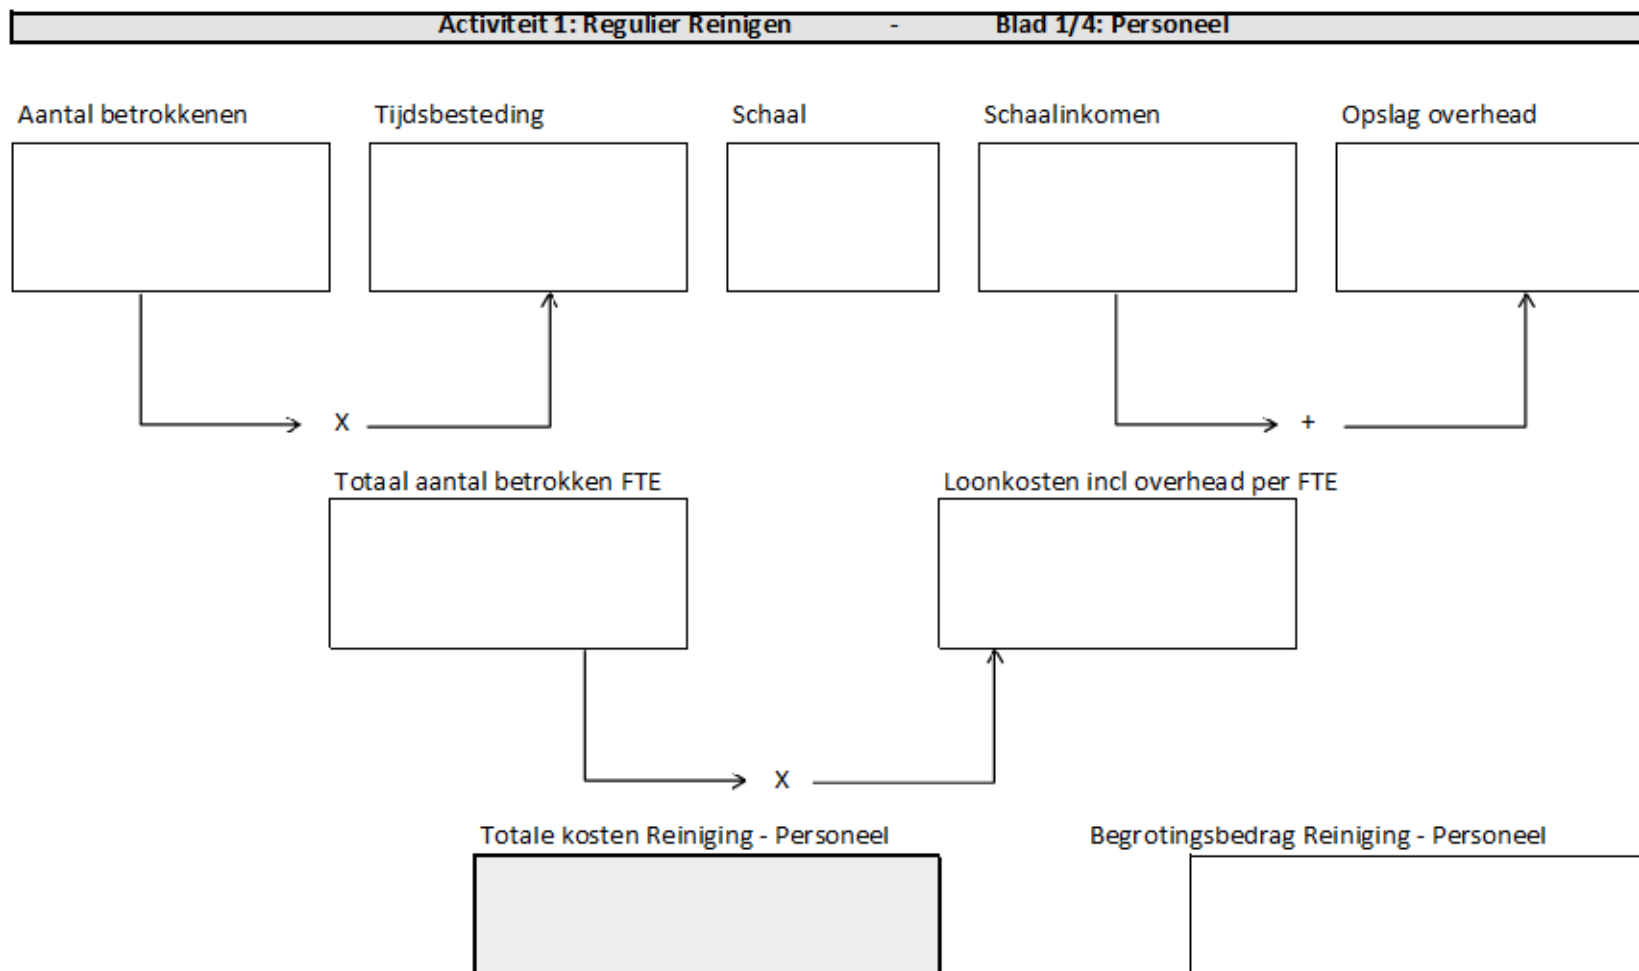 Activiteit 1: Regulier Reinigen - Blad 1/4: Personeel
Aantal betrokkenen Tijdsbesteding Schaal Schaalinkomen Opslag overhead
X +
Totaal aantal betrokken FTE Loonkosten incl overhead per FTE
X
Totale kosten Reiniging - Personeel Begrotingsbedrag Reiniging - Personeel